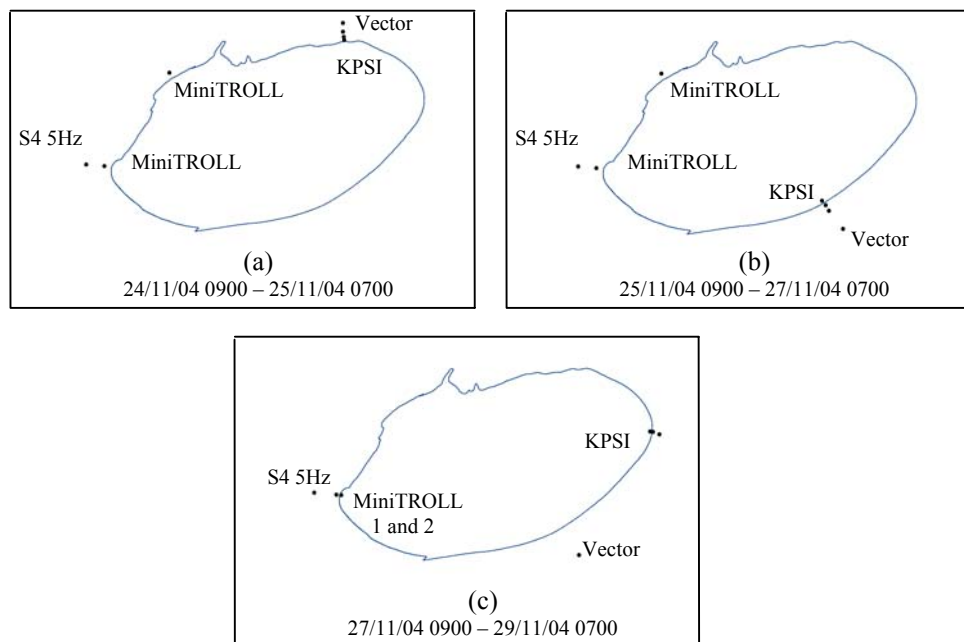 Vector
KPSI
MiniTROLL
S4 5Hz
MiniTROLL
(a)
24/11/04 0900 – 25/11/04 0700
MiniTROLL
S4 5Hz
MiniTROLL
KPSI
Vector
(b)
25/11/04 0900 – 27/11/04 0700
KPSI
S4 5Hz
MiniTROLL
1 and 2
Vector
(c)
27/11/04 0900 – 29/11/04 0700